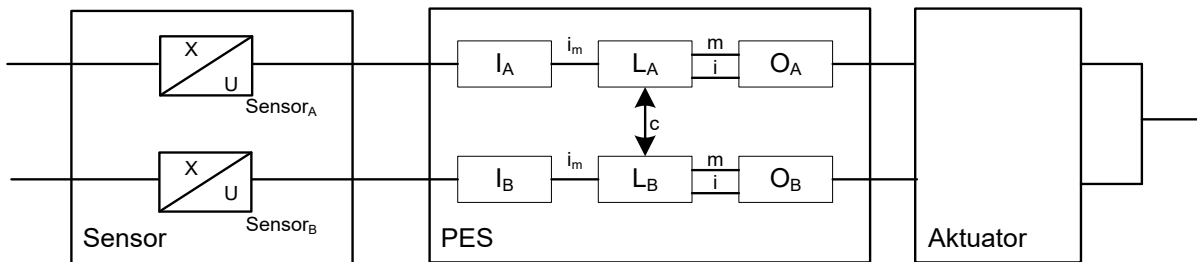 X
U
Sensor_A
I_A
i_m
L_A
m
i
O_A
c
X
U
Sensor_B
I_B
i_m
L_B
m
i
O_B
Sensor
PES
Aktuator